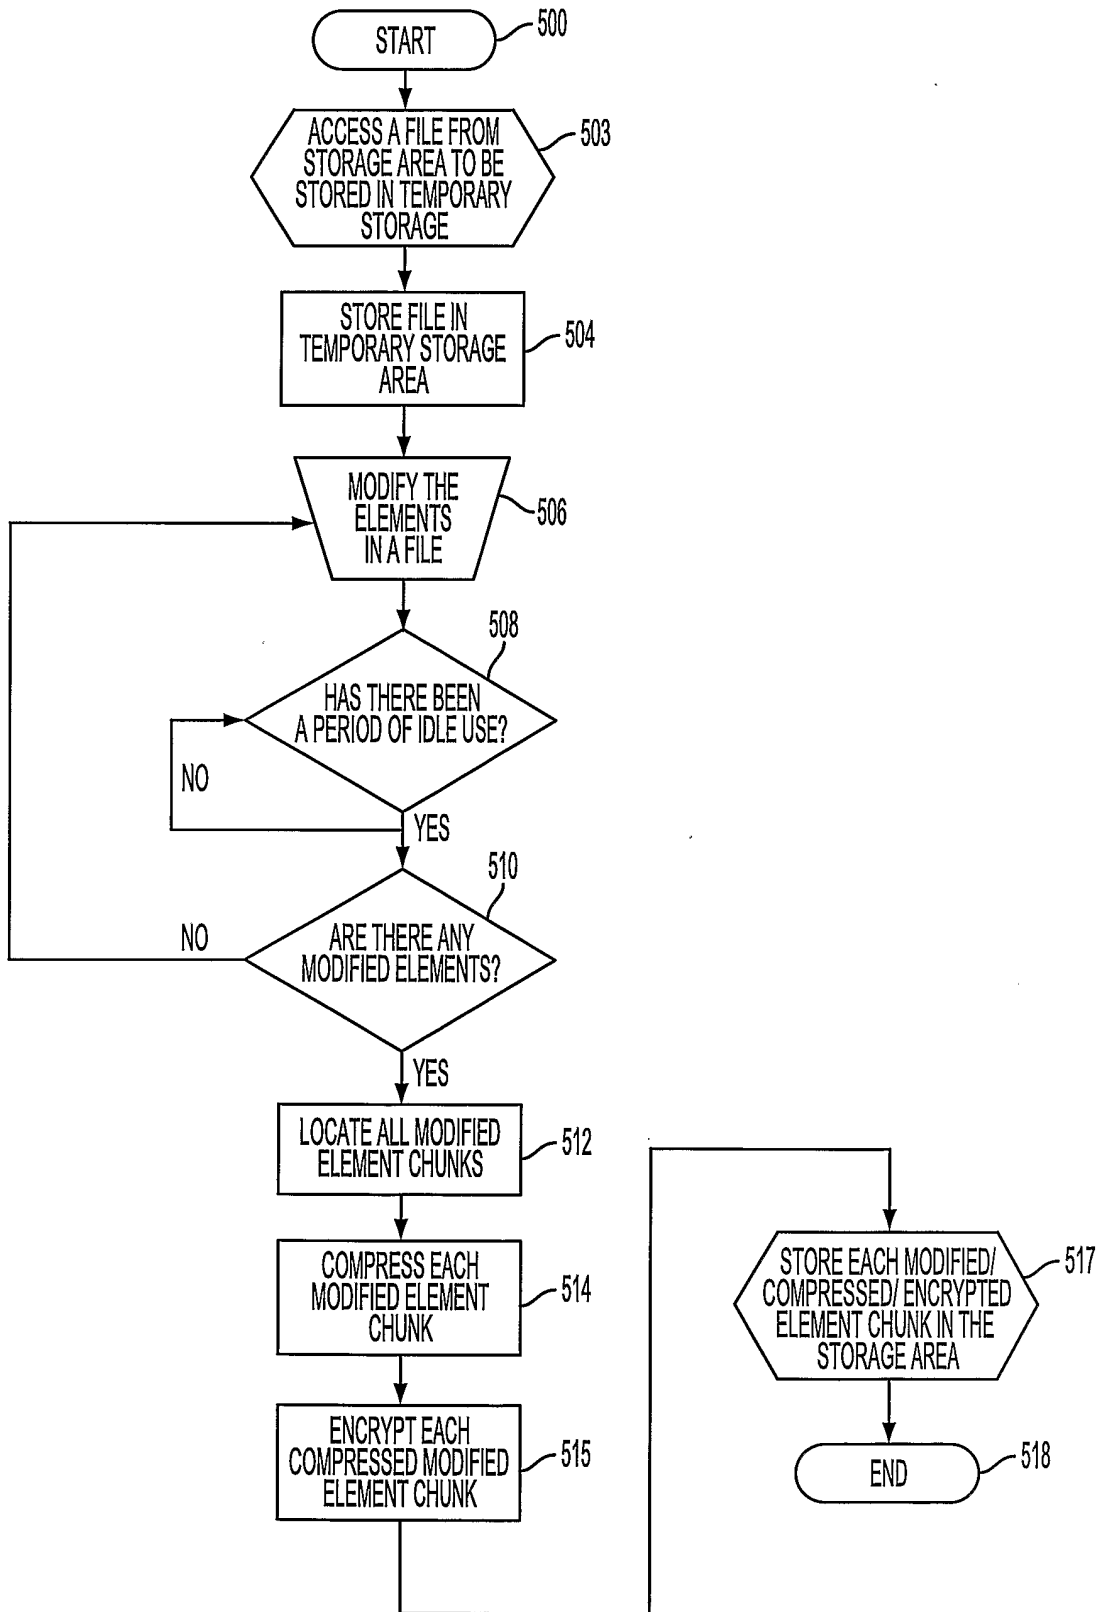 START
500
ACCESS A FILE FROM
STORAGE AREA TO BE
STORED IN TEMPORARY
STORAGE
503
STORE FILE IN
TEMPORARY STORAGE
AREA
504
MODIFY THE
ELEMENTS
IN A FILE
506
508
HAS THERE BEEN
A PERIOD OF IDLE USE?
NO
YES
510
ARE THERE ANY
MODIFIED ELEMENTS?
NO
YES
LOCATE ALL MODIFIED
ELEMENT CHUNKS
512
COMPRESS EACH
MODIFIED ELEMENT
CHUNK
514
ENCRYPT EACH
COMPRESSED MODIFIED
ELEMENT CHUNK
515
STORE EACH MODIFIED/
COMPRESSED/ ENCRYPTED
ELEMENT CHUNK IN THE
STORAGE AREA
517
END
518